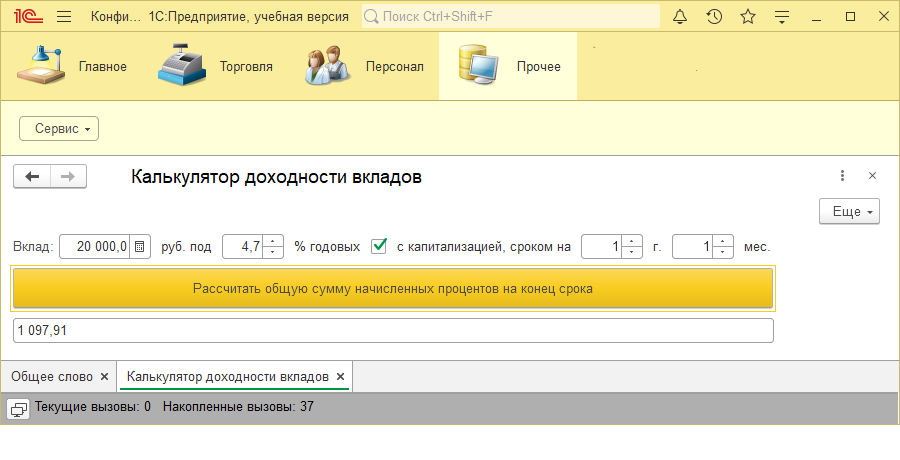 1С Конфи... 1С:Предприятие, учебная версия Поиск Ctrl+Shift+F
Главное Торговля Персонал Прочее
Сервис
Калькулятор доходности вкладов
Еще
Вклад: 20 000,0 руб. под 4,7 % годовых с капитализацией, сроком на 1 г. 1 мес.
Рассчитать общую сумму начисленных процентов на конец срока
1 097,91
Общее слово Калькулятор доходности вкладов
Текущие вызовы: 0 Накопленные вызовы: 37